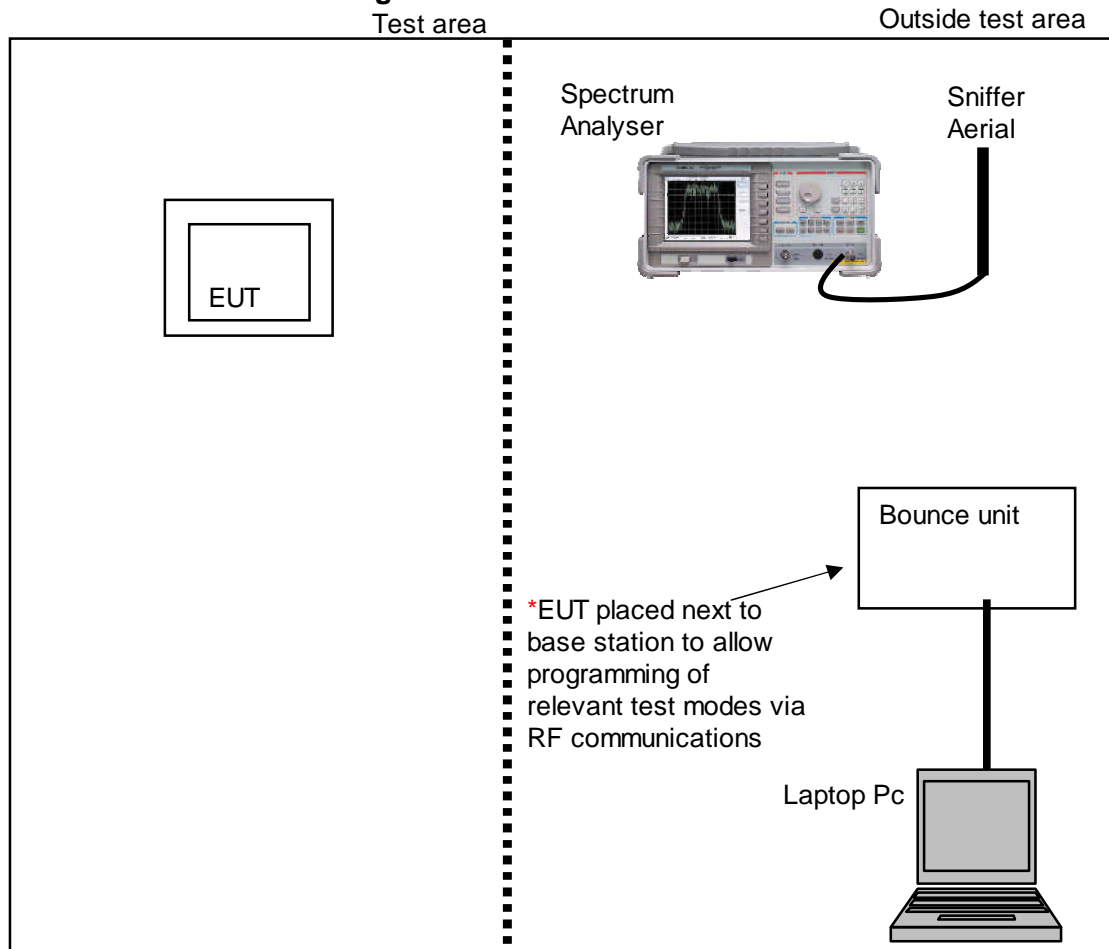 Test area
Outside test area
Spectrum
Analyser
Sniffer
Aerial
EUT
Bounce unit
*EUT placed next to
base station to allow
programming of
relevant test modes via
RF communications
Laptop Pc